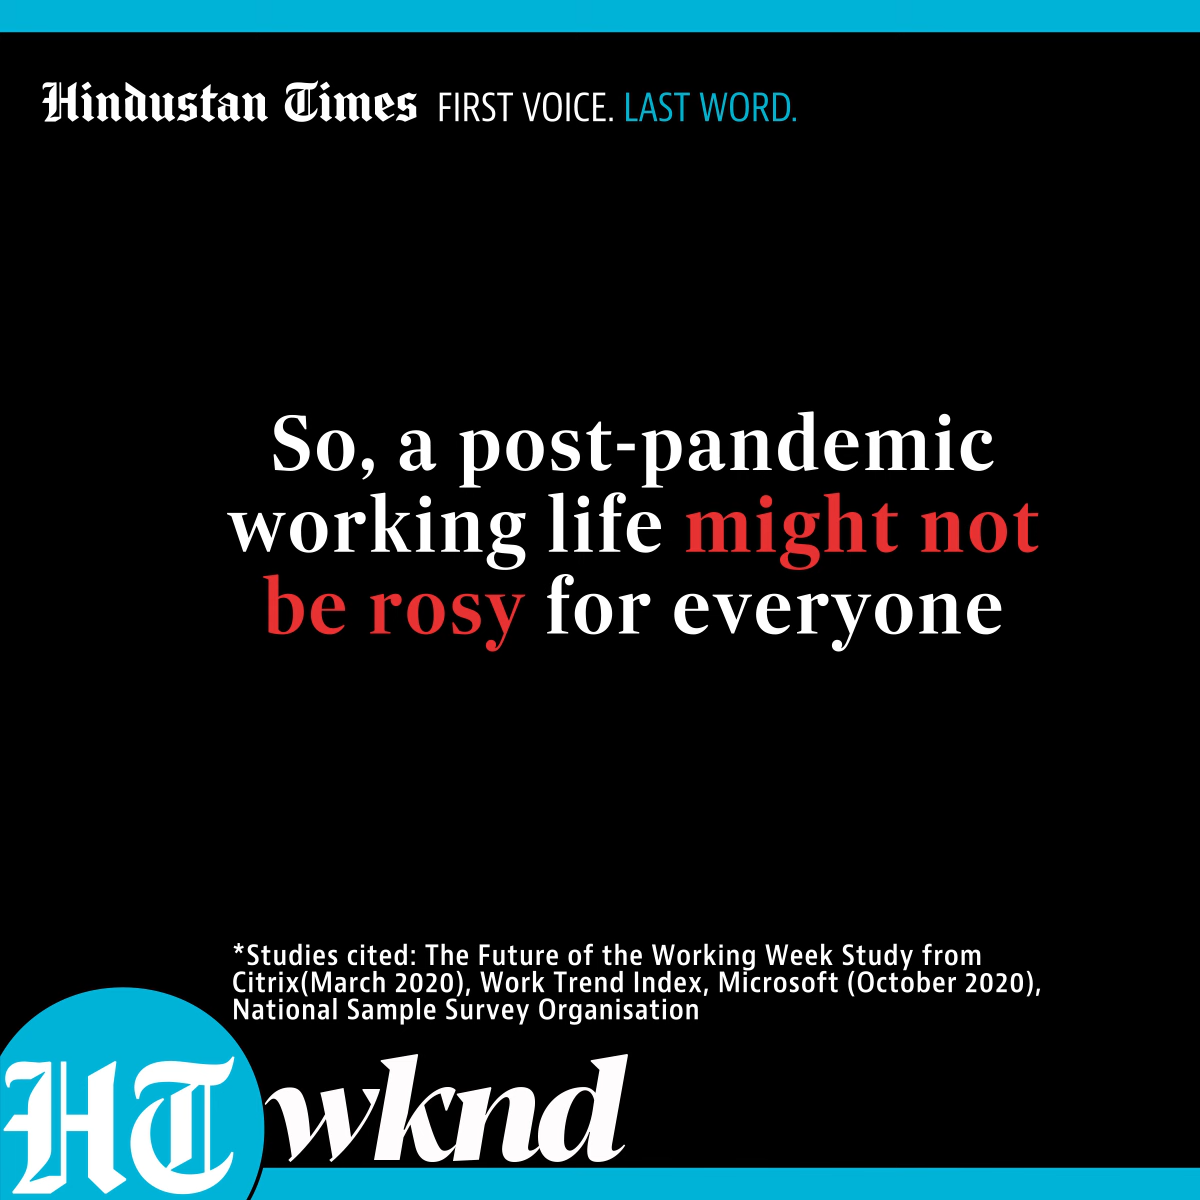 Hindustan Times FIRST VOICE. LAST WORD.
So, a post-pandemic
working life might not
be rosy for everyone
*Studies cited: The Future of the Working Week Study from
Citrix(March 2020), Work Trend Index, Microsoft (October 2020),
National Sample Survey Organisation
HT wknd